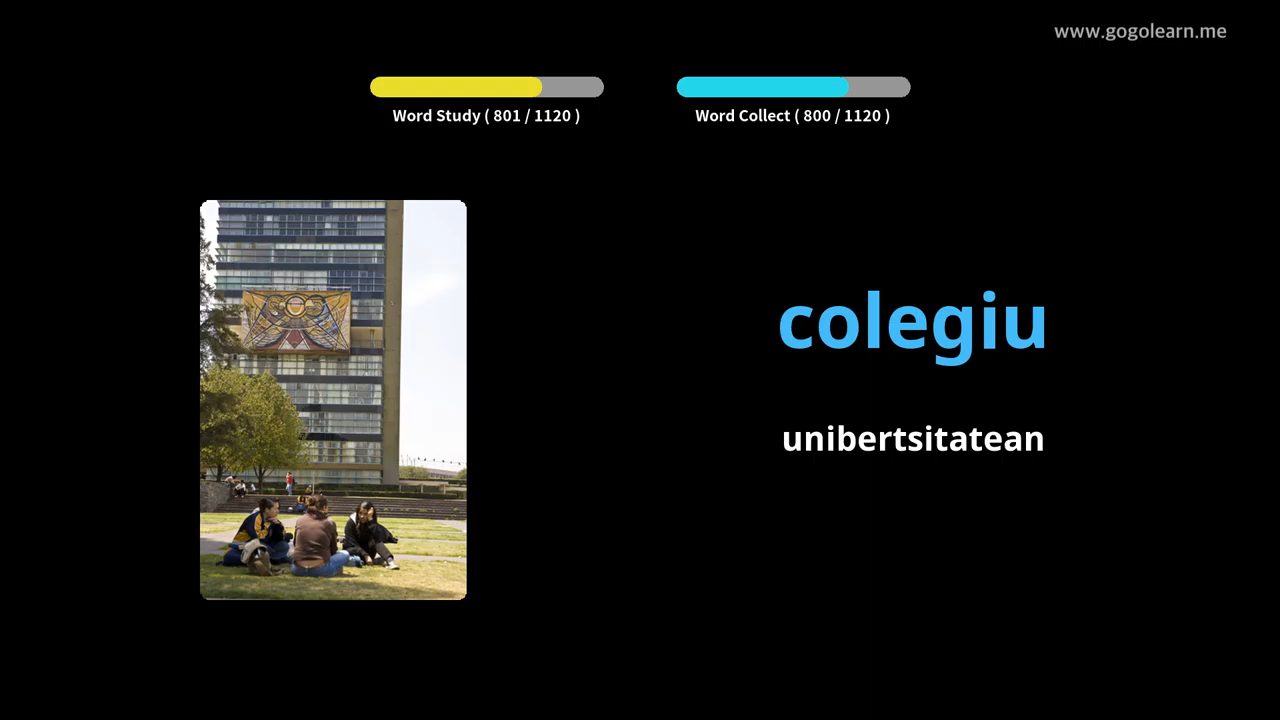 www.gogolearn.me
Word Study ( 801 / 1120 )
Word Collect ( 800 / 1120 )
colegiu
unibertsitatean